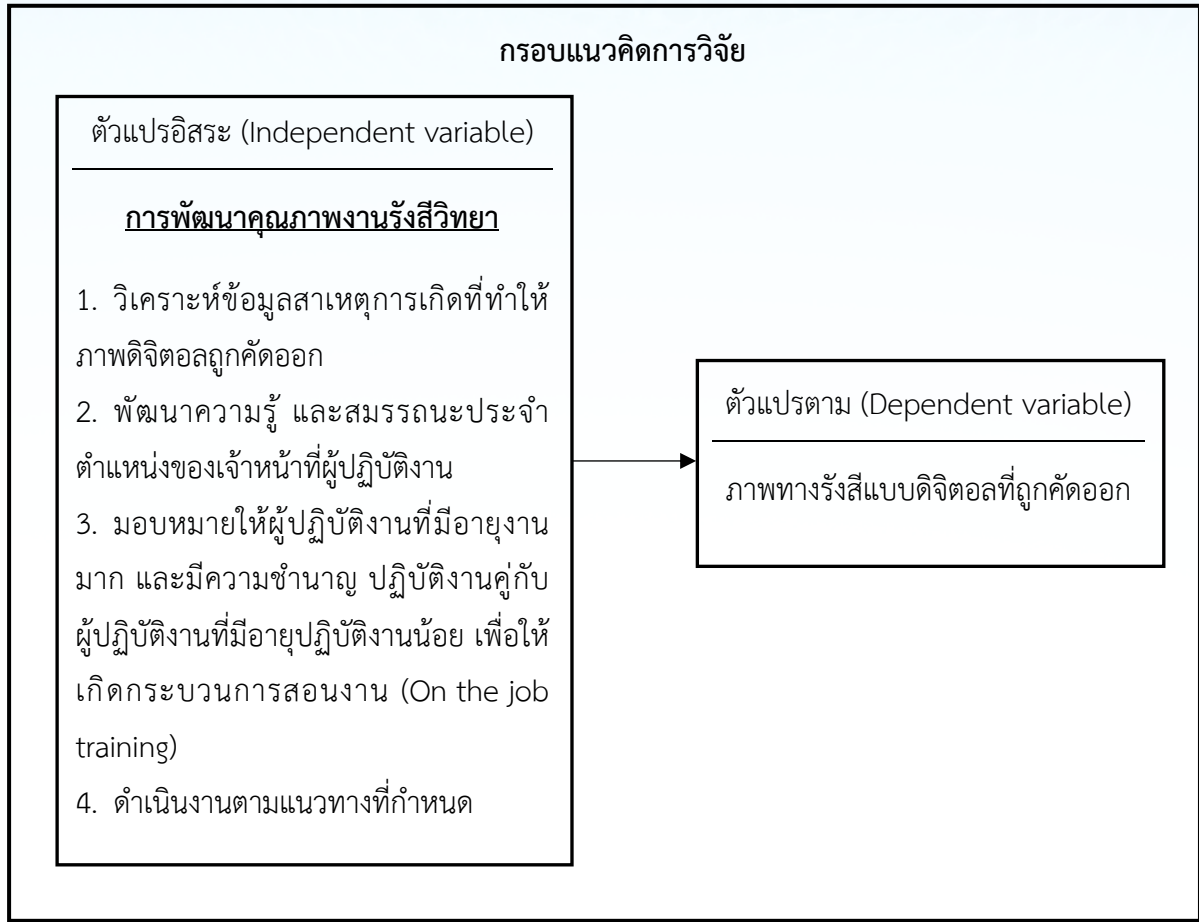 กรอบแนวคิดการวิจัย
ตัวแปรอิสระ (Independent variable)
การพัฒนาคุณภาพงานรังสีวิทยา
1. วิเคราะห์ข้อมูลสาเหตุการเกิดที่ทำให้
ภาพดิจิตอลถูกคัดออก
2. พัฒนาความรู้ และสมรรถนะประจำ
ตำแหน่งของเจ้าหน้าที่ผู้ปฏิบัติงาน
3. มอบหมายให้ผู้ปฏิบัติงานที่มีอายุงาน
มาก และมีความชำนาญ ปฏิบัติงานคู่กับ
ผู้ปฏิบัติงานที่มีอายุปฏิบัติงานน้อย เพื่อให้
เกิดกระบวนการสอนงาน (On the job
training)
4. ดำเนินงานตามแนวทางที่กำหนด
ตัวแปรตาม (Dependent variable)
ภาพทางรังสีแบบดิจิตอลที่ถูกคัดออก